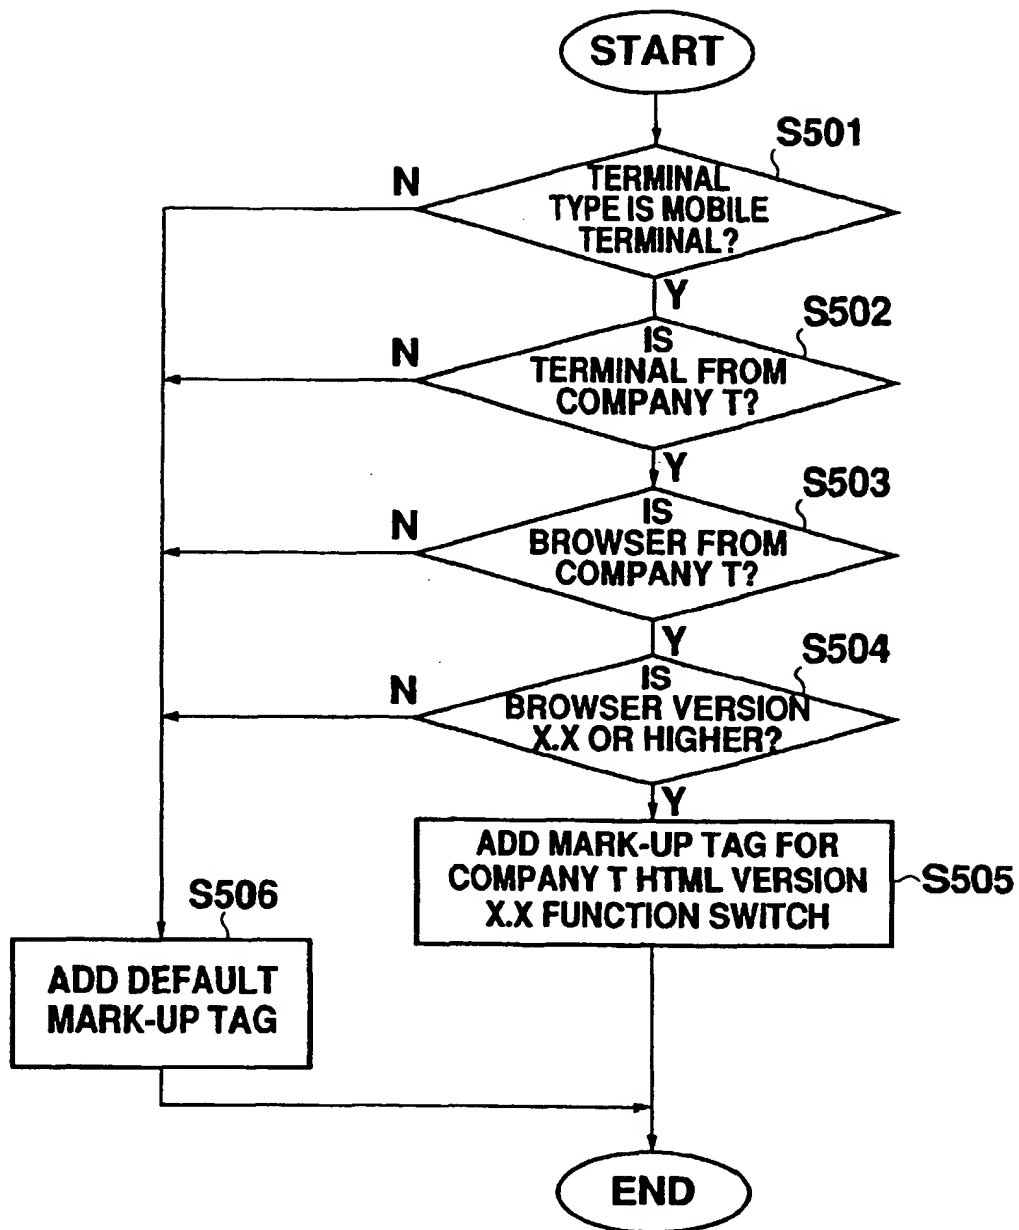 START
S501
N
TERMINAL
TYPE IS MOBILE
TERMINAL?
Y
S502
N
IS
TERMINAL FROM
COMPANY T?
Y
S503
N
IS
BROWSER FROM
COMPANY T?
Y
S504
N
IS
BROWSER VERSION
X.X OR HIGHER?
Y
ADD MARK-UP TAG FOR
COMPANY T HTML VERSION
X.X FUNCTION SWITCH
S505
S506
ADD DEFAULT
MARK-UP TAG
END